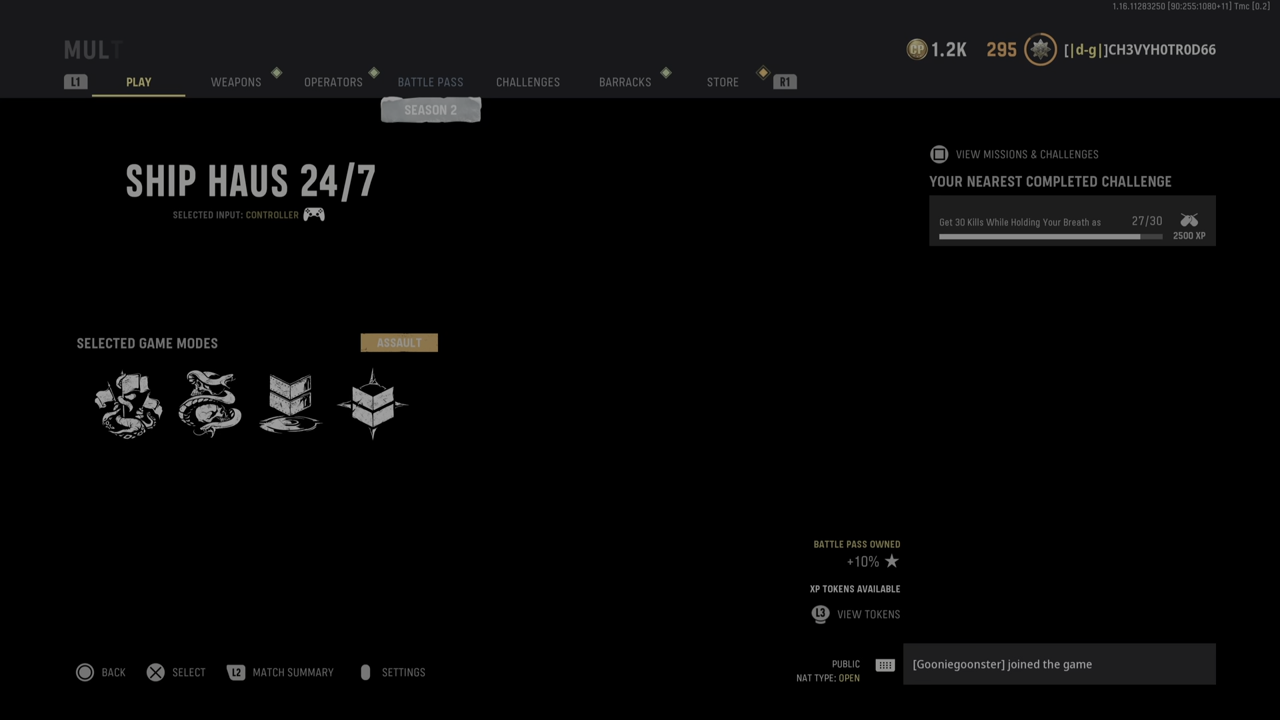 1.16.11283250 [90:255:1080+11] Tmc [0.2]
MULT
CP 1.2K 295 [|d-g|]CH3VYH0TR0D66
L1 PLAY WEAPONS OPERATORS BATTLE PASS CHALLENGES BARRACKS STORE R1
SEASON 2
SHIP HAUS 24/7
SELECTED INPUT: CONTROLLER
VIEW MISSIONS & CHALLENGES
YOUR NEAREST COMPLETED CHALLENGE
Get 30 Kills While Holding Your Breath as 27/30
2500 XP
SELECTED GAME MODES ASSAULT
BATTLE PASS OWNED
+10%
XP TOKENS AVAILABLE
L3 VIEW TOKENS
BACK SELECT L2 MATCH SUMMARY SETTINGS
PUBLIC
NAT TYPE: OPEN
[Gooniegoonster] joined the game